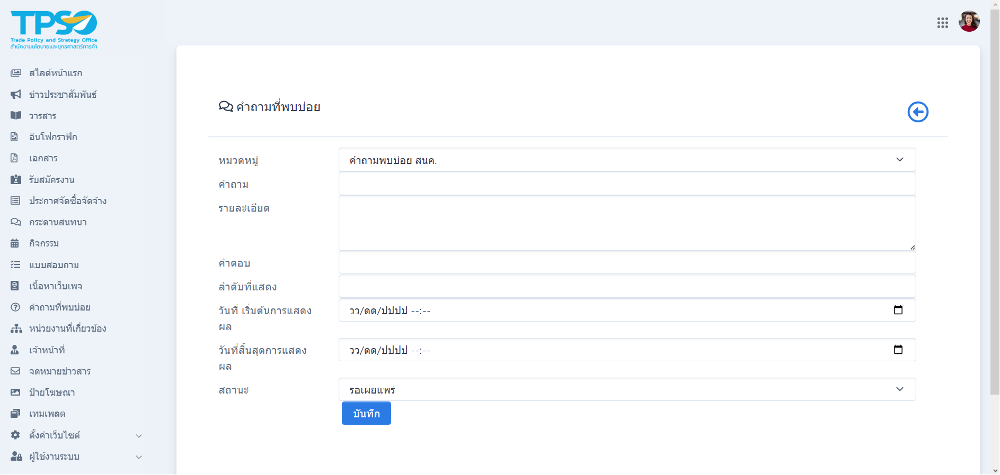 TPSO
Trade Policy and Strategy Office
สำนักงานนโยบายและยุทธศาสตร์การค้า
สไลด์หน้าแรก
ข่าวประชาสัมพันธ์
วารสาร
อินโฟกราฟิก
เอกสาร
รับสมัครงาน
ประกาศจัดซื้อจัดจ้าง
กระดานสนทนา
กิจกรรม
แบบสอบถาม
เนื้อหาเว็บเพจ
คำถามที่พบบ่อย
หน่วยงานที่เกี่ยวข้อง
เจ้าหน้าที่
จดหมายข่าวสาร
ป้ายโฆษณา
เทมเพลต
ตั้งค่าเว็บไซต์
ผู้ใช้งานระบบ
คำถามที่พบบ่อย
หมวดหมู่
คำถามพบบ่อย สนค.
คำถาม
รายละเอียด
คำตอบ
ลำดับที่แสดง
วันที่ เริ่มต้นการแสดง
ผล
วว/ดด/ปปปป --:--
วันที่สิ้นสุดการแสดง
ผล
วว/ดด/ปปปป --:--
สถานะ
รอเผยแพร่
บันทึก